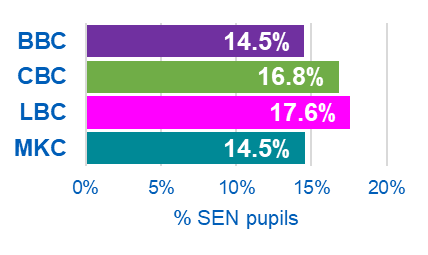 BBC 14.5%
CBC 16.8%
LBC 17.6%
MKC 14.5%
0% 5% 10% 15% 20%
% SEN pupils